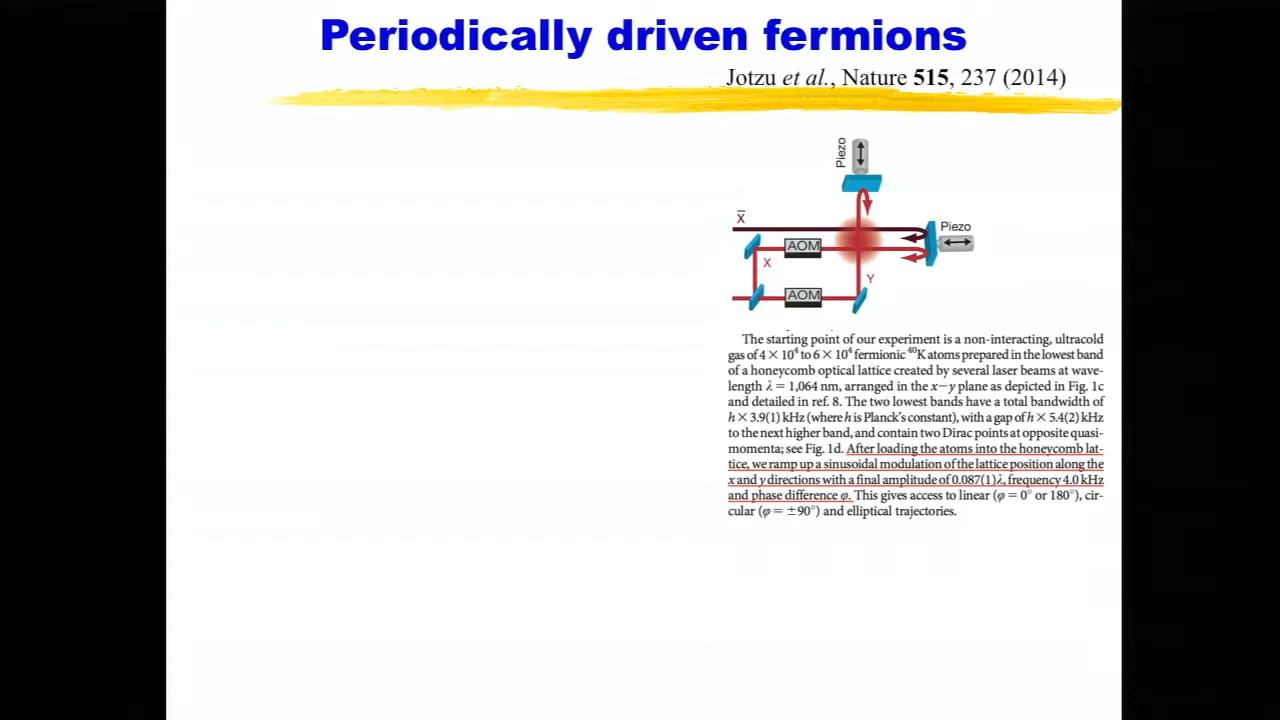 Periodically driven fermions
Jotzu et al., Nature 515, 237 (2014)
Piezo
X̅
Piezo
AOM
X
Y
AOM
The starting point of our experiment is a non-interacting, ultracold
gas of 4 × 10⁴ to 6 × 10⁴ fermionic ⁴⁰K atoms prepared in the lowest band
of a honeycomb optical lattice created by several laser beams at wave-
length λ = 1,064 nm, arranged in the x−y plane as depicted in Fig. 1c
and detailed in ref. 8. The two lowest bands have a total bandwidth of
h × 3.9(1) kHz (where h is Planck's constant), with a gap of h × 5.4(2) kHz
to the next higher band, and contain two Dirac points at opposite quasi-
momenta; see Fig. 1d. After loading the atoms into the honeycomb lat-
tice, we ramp up a sinusoidal modulation of the lattice position along the
x and y directions with a final amplitude of 0.087(1)λ, frequency 4.0 kHz
and phase difference φ. This gives access to linear (φ = 0° or 180°), cir-
cular (φ = ±90°) and elliptical trajectories.